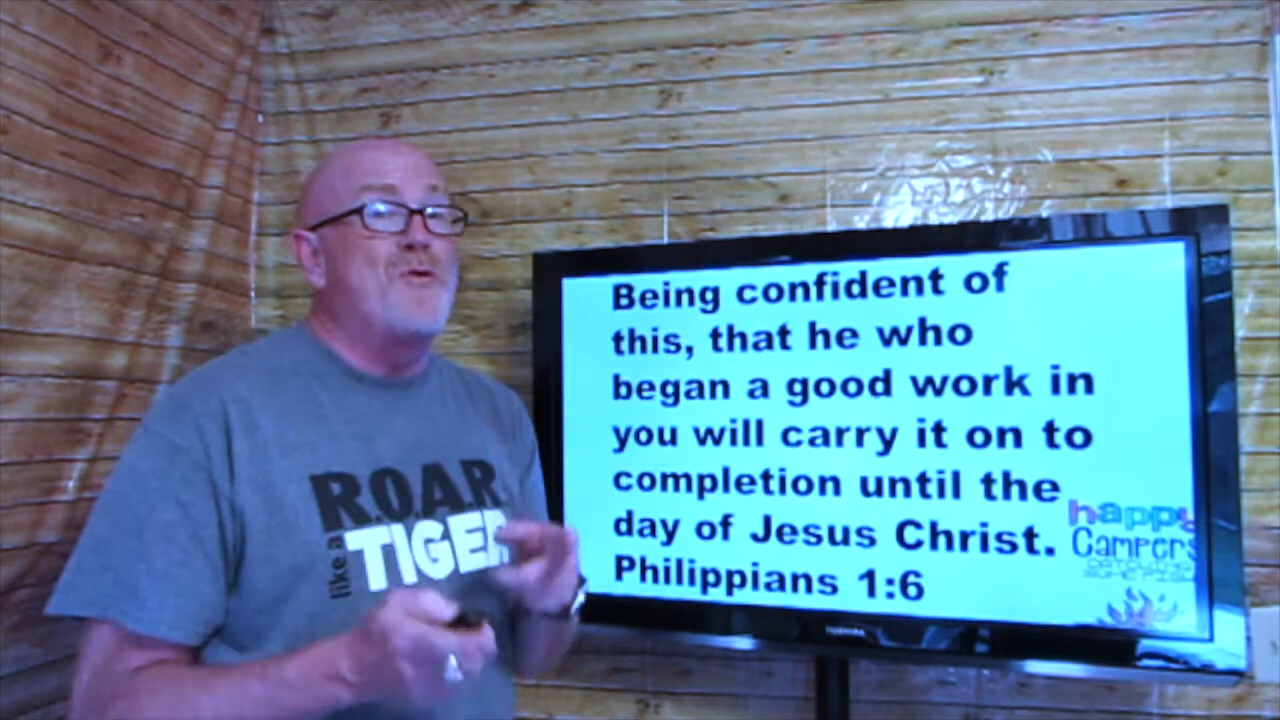 R.O.A.R.
like a
TIGER
Being confident of
this, that he who
began a good work in
you will carry it on to
completion until the
day of Jesus Christ.
Philippians 1:6
happy
Campers
TOSHIBA